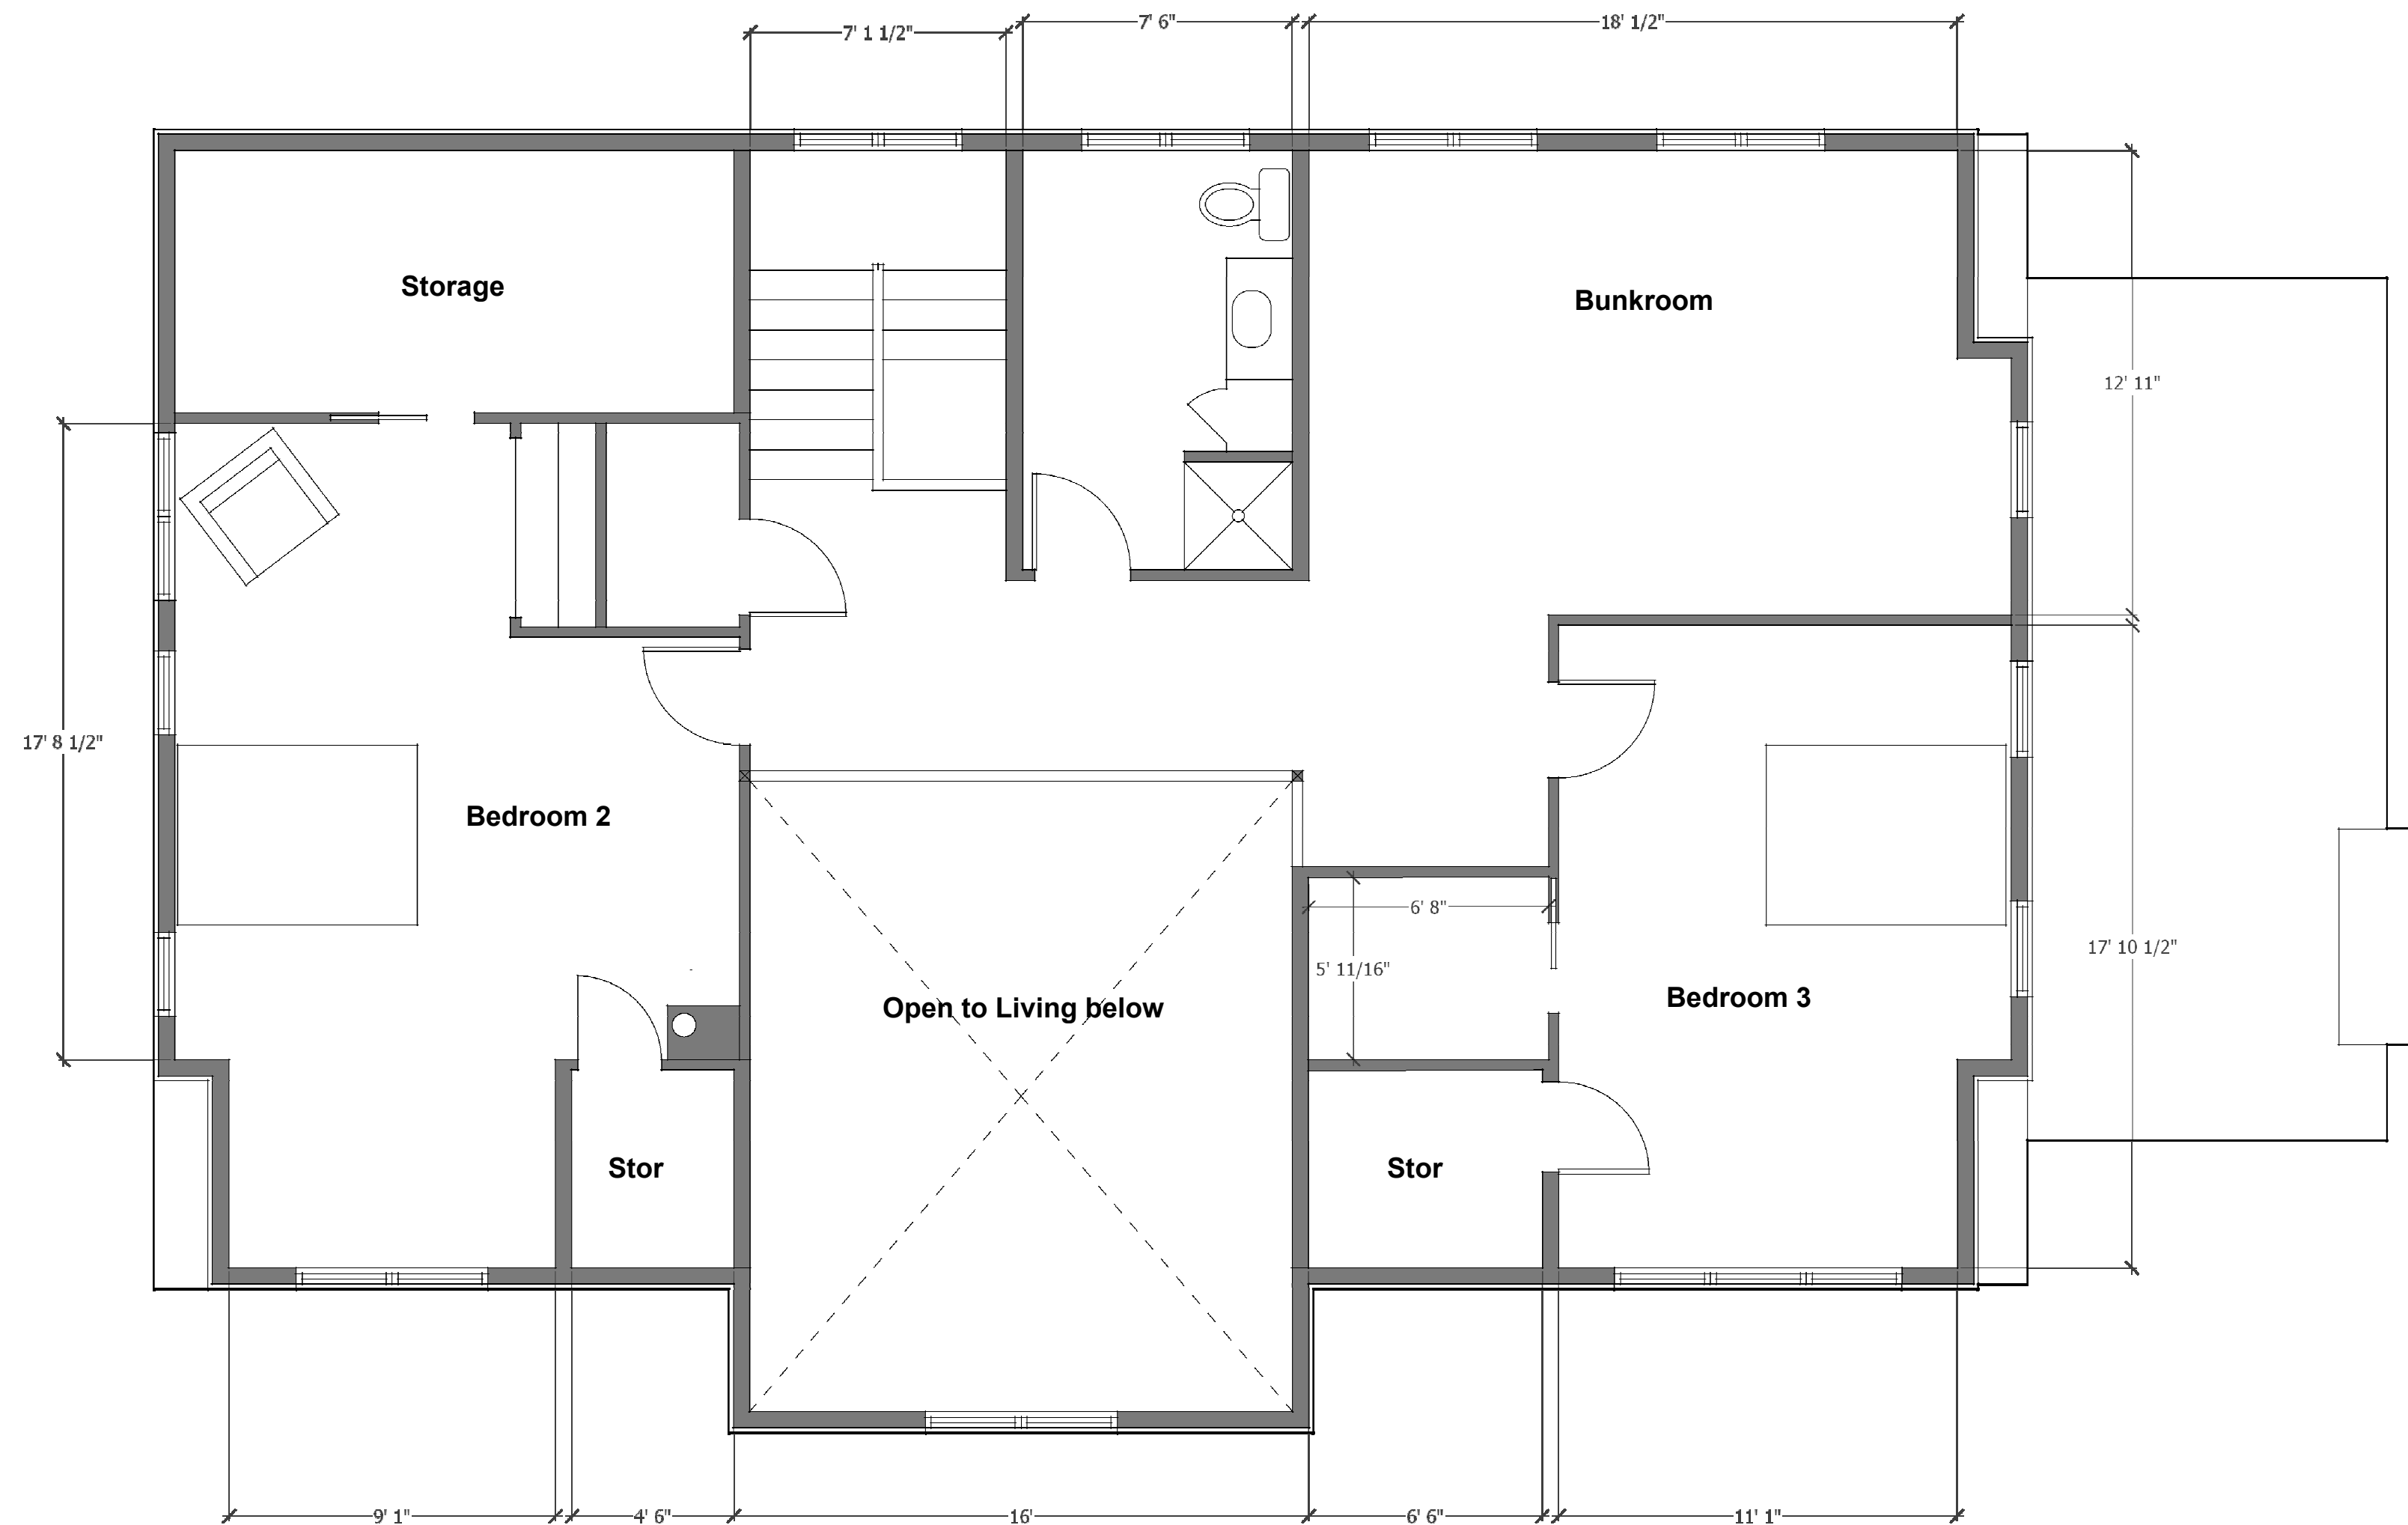 7' 6"
18' 1/2"
7' 1 1/2"
Storage
Bunkroom
12' 11"
17' 8 1/2"
Bedroom 2
6' 8"
17' 10 1/2"
5' 11/16"
Bedroom 3
Open to Living below
Stor
Stor
9' 1"
4' 6"
16'
6' 6"
11' 1"